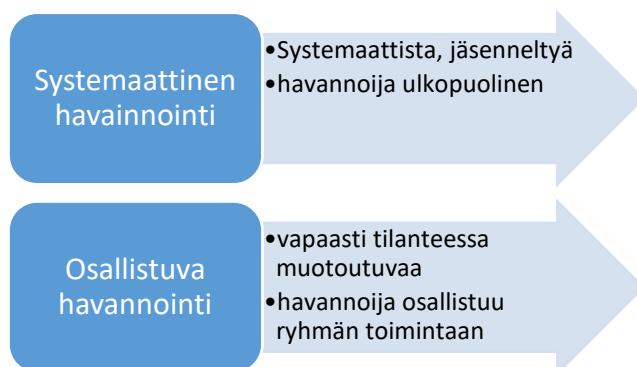 Systemaattinen
havainnointi
•Systemaattista, jäsenneltyä
•havannoija ulkopuolinen
Osallistuva
havannointi
•vapaasti tilanteessa
muotoutuvaa
•havannoija osallistuu
ryhmän toimintaan